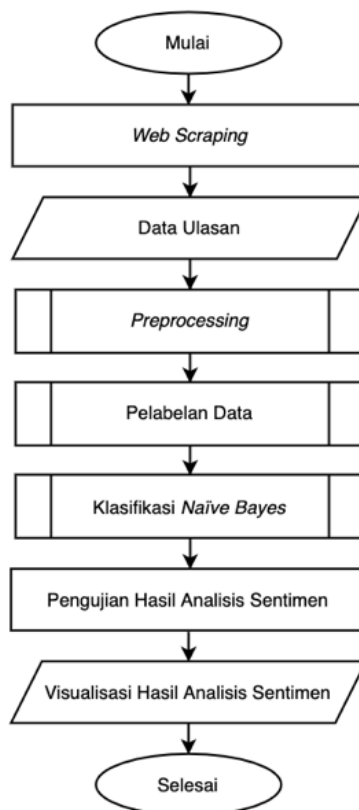 Mulai
Web Scraping
Data Ulasan
Preprocessing
Pelabelan Data
Klasifikasi Naïve Bayes
Pengujian Hasil Analisis Sentimen
Visualisasi Hasil Analisis Sentimen
Selesai